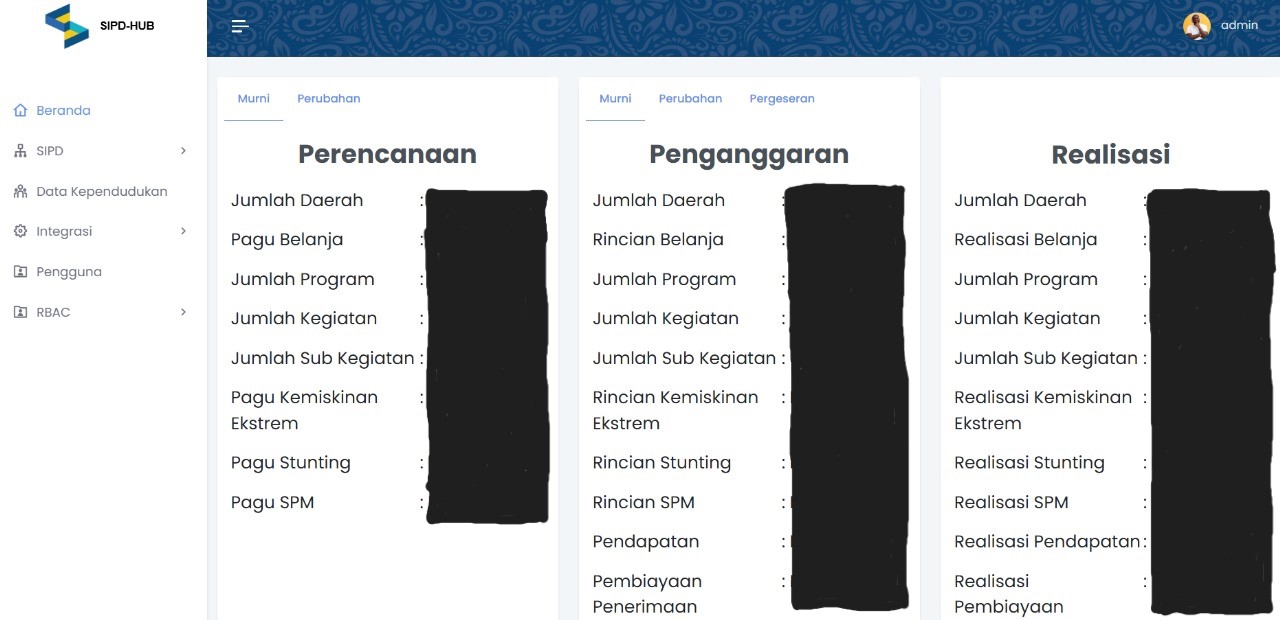 SIPD-HUB
admin
Beranda
SIPD
Data Kependudukan
Integrasi
Pengguna
RBAC
Murni Perubahan
Perencanaan
Jumlah Daerah :
Pagu Belanja :
Jumlah Program :
Jumlah Kegiatan :
Jumlah Sub Kegiatan :
Pagu Kemiskinan :
Ekstrem
Pagu Stunting :
Pagu SPM :
Murni Perubahan Pergeseran
Penganggaran
Jumlah Daerah :
Rincian Belanja :
Jumlah Program :
Jumlah Kegiatan :
Jumlah Sub Kegiatan :
Rincian Kemiskinan :
Ekstrem
Rincian Stunting :
Rincian SPM :
Pendapatan :
Pembiayaan :
Penerimaan
Realisasi
Jumlah Daerah :
Realisasi Belanja :
Jumlah Program :
Jumlah Kegiatan :
Jumlah Sub Kegiatan :
Realisasi Kemiskinan :
Ekstrem
Realisasi Stunting :
Realisasi SPM :
Realisasi Pendapatan :
Realisasi :
Pembiayaan